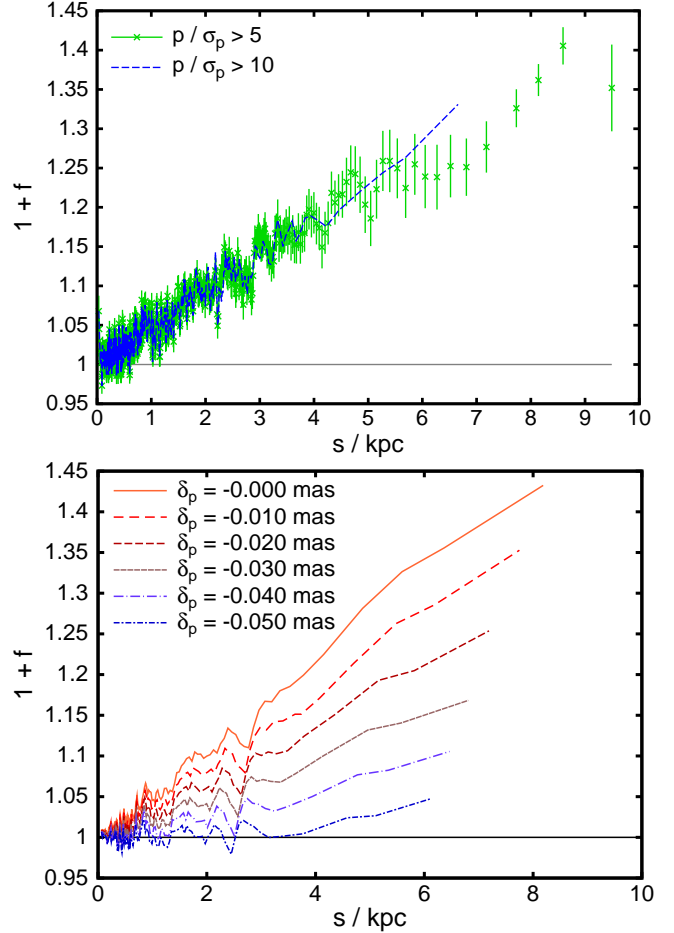 1.45
1.4
1.35
1.3
1.25
1.2
1.15
1.1
1.05
1
0.95
1 + f
p / σp > 5
p / σp > 10
0 1 2 3 4 5 6 7 8 9 10
s / kpc
1.45
1.4
1.35
1.3
1.25
1.2
1.15
1.1
1.05
1
0.95
1 + f
δp = -0.000 mas
δp = -0.010 mas
δp = -0.020 mas
δp = -0.030 mas
δp = -0.040 mas
δp = -0.050 mas
0 2 4 6 8 10
s / kpc